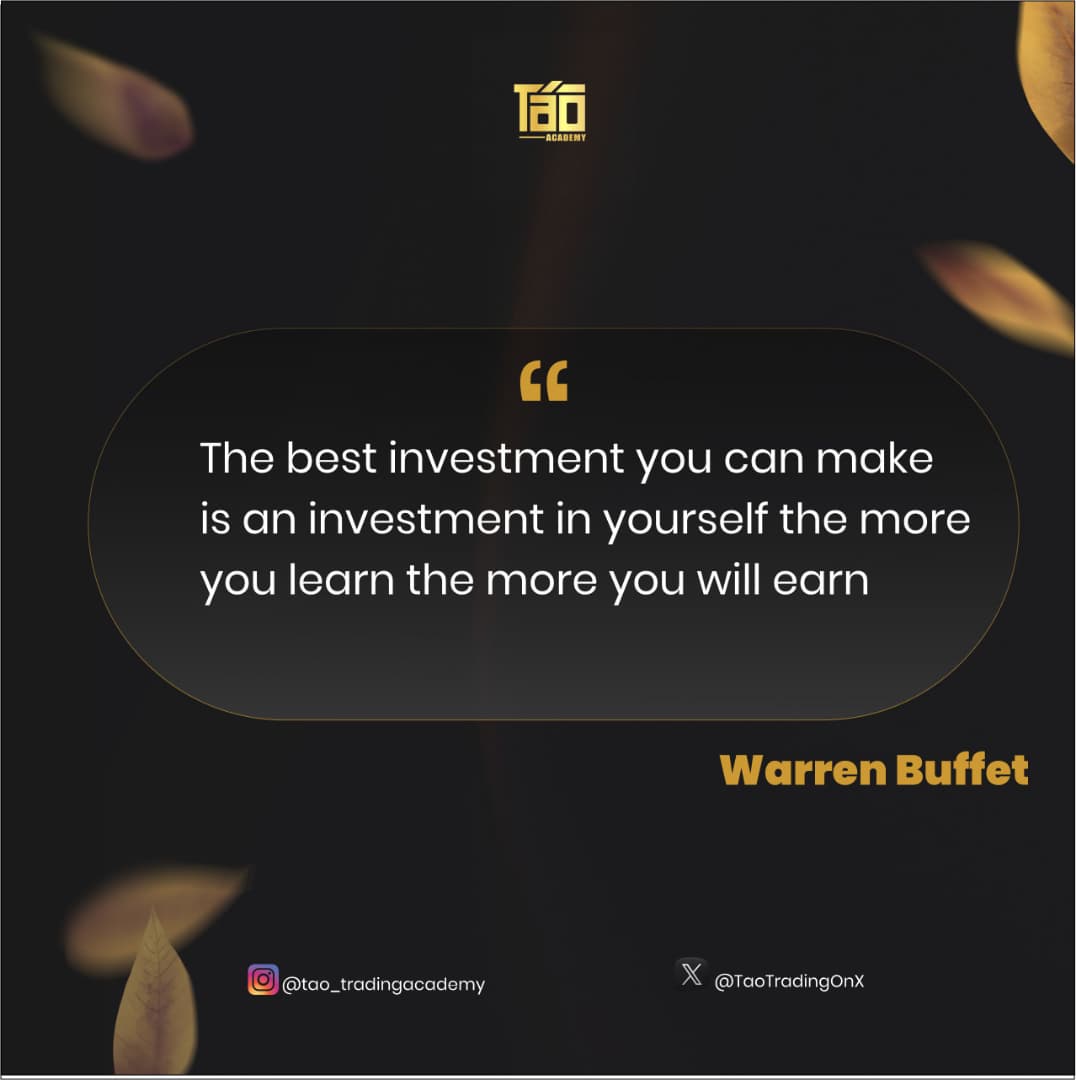 Táo
ACADEMY
“
The best investment you can make
is an investment in yourself the more
you learn the more you will earn
Warren Buffet
@tao_tradingacademy
@TaoTradingOnX